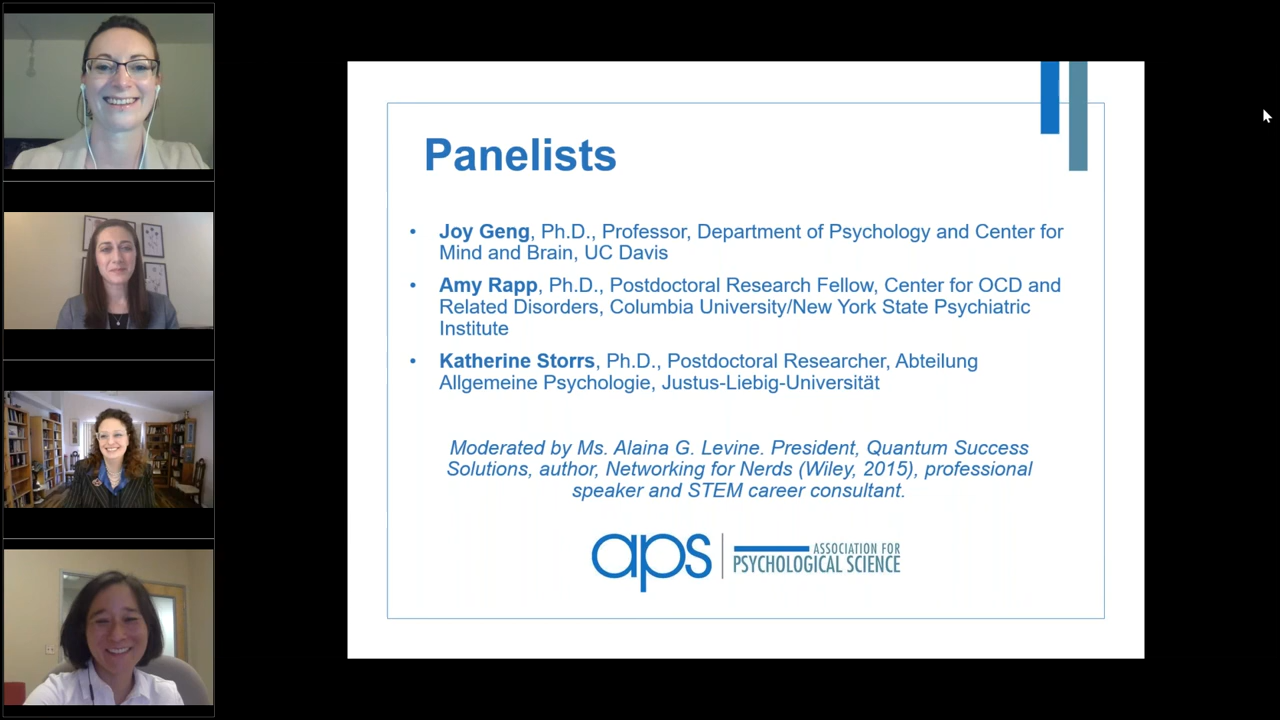 Panelists
• Joy Geng, Ph.D., Professor, Department of Psychology and Center for
Mind and Brain, UC Davis
• Amy Rapp, Ph.D., Postdoctoral Research Fellow, Center for OCD and
Related Disorders, Columbia University/New York State Psychiatric
Institute
• Katherine Storrs, Ph.D., Postdoctoral Researcher, Abteilung
Allgemeine Psychologie, Justus-Liebig-Universität
Moderated by Ms. Alaina G. Levine. President, Quantum Success
Solutions, author, Networking for Nerds (Wiley, 2015), professional
speaker and STEM career consultant.
aps
ASSOCIATION FOR
PSYCHOLOGICAL SCIENCE